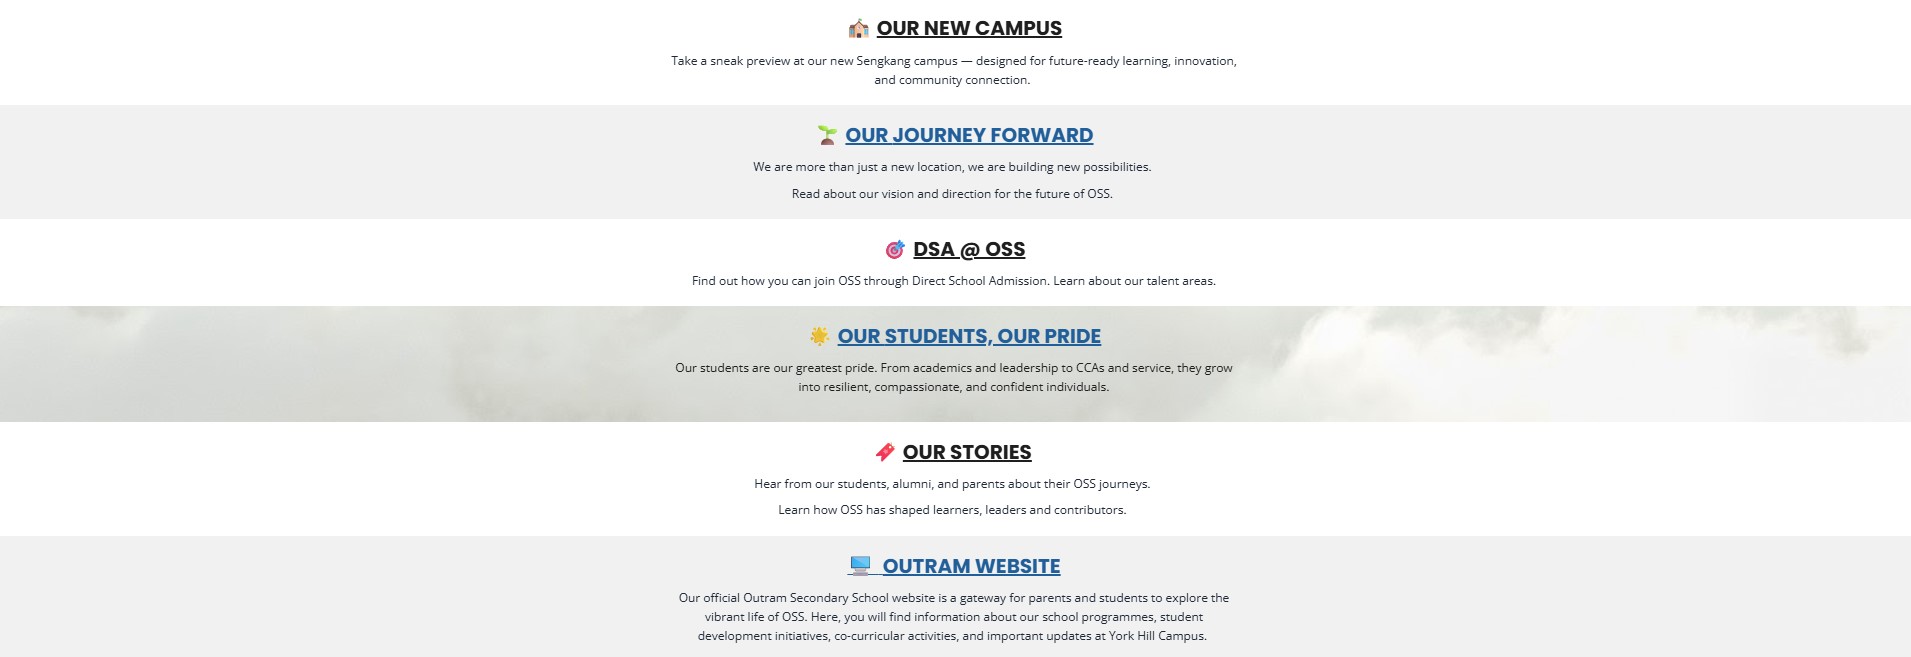 OUR NEW CAMPUS
Take a sneak preview at our new Sengkang campus — designed for future-ready learning, innovation,
and community connection.
OUR JOURNEY FORWARD
We are more than just a new location, we are building new possibilities.
Read about our vision and direction for the future of OSS.
DSA @ OSS
Find out how you can join OSS through Direct School Admission. Learn about our talent areas.
OUR STUDENTS, OUR PRIDE
Our students are our greatest pride. From academics and leadership to CCAs and service, they grow
into resilient, compassionate, and confident individuals.
OUR STORIES
Hear from our students, alumni, and parents about their OSS journeys.
Learn how OSS has shaped learners, leaders and contributors.
OUTRAM WEBSITE
Our official Outram Secondary School website is a gateway for parents and students to explore the
vibrant life of OSS. Here, you will find information about our school programmes, student
development initiatives, co-curricular activities, and important updates at York Hill Campus.